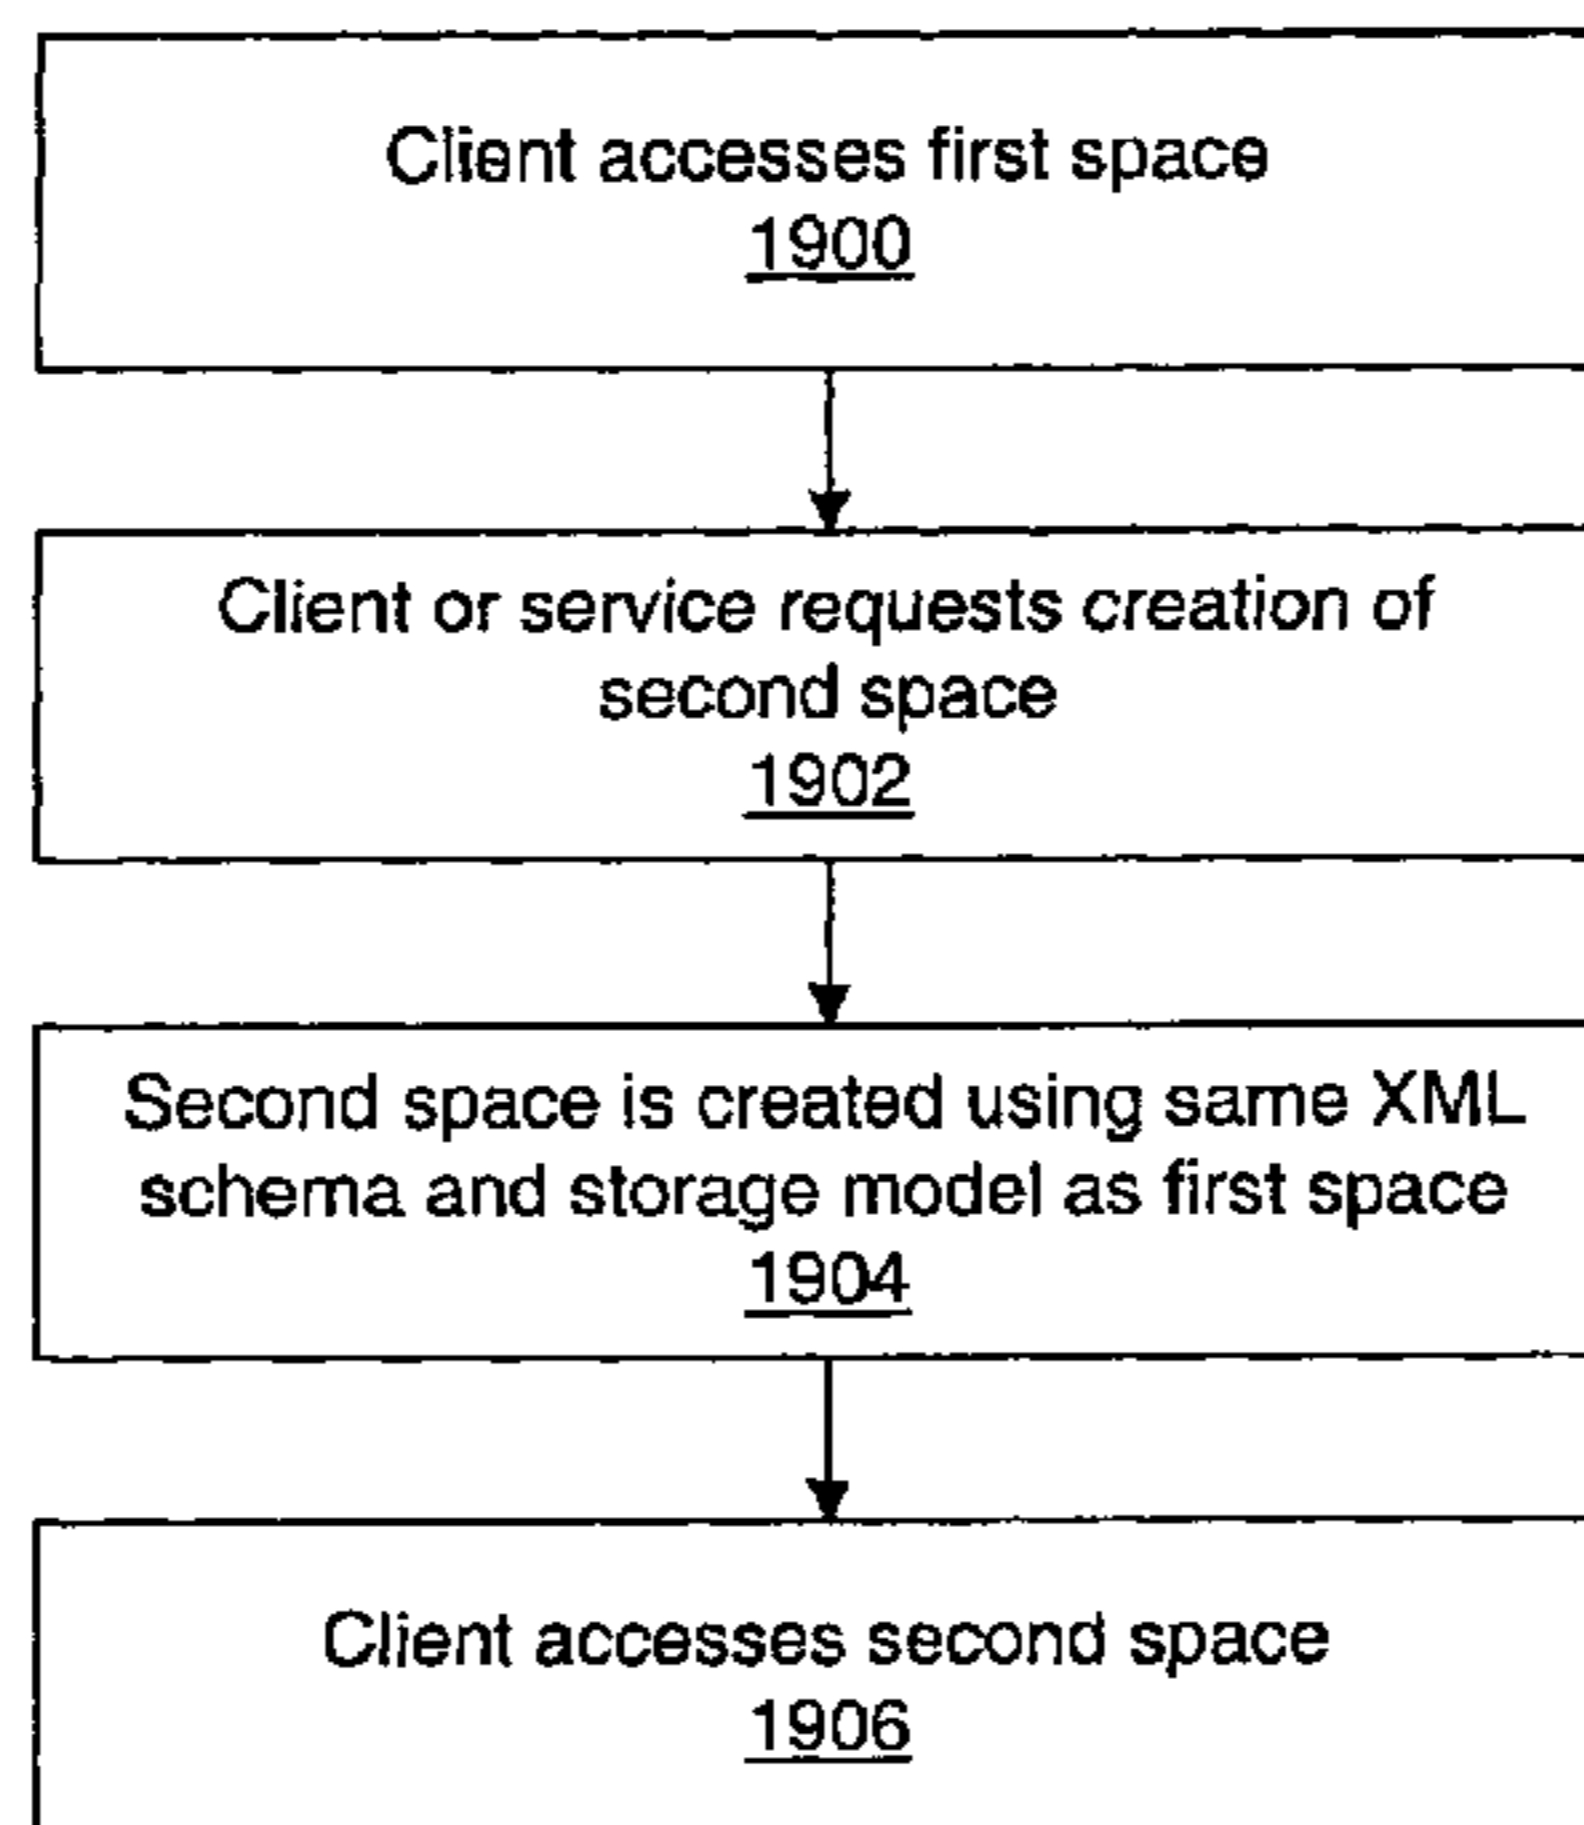 Client accesses first space
1900
Client or service requests creation of
second space
1902
Second space is created using same XML
schema and storage model as first space
1904
Client accesses second space
1906